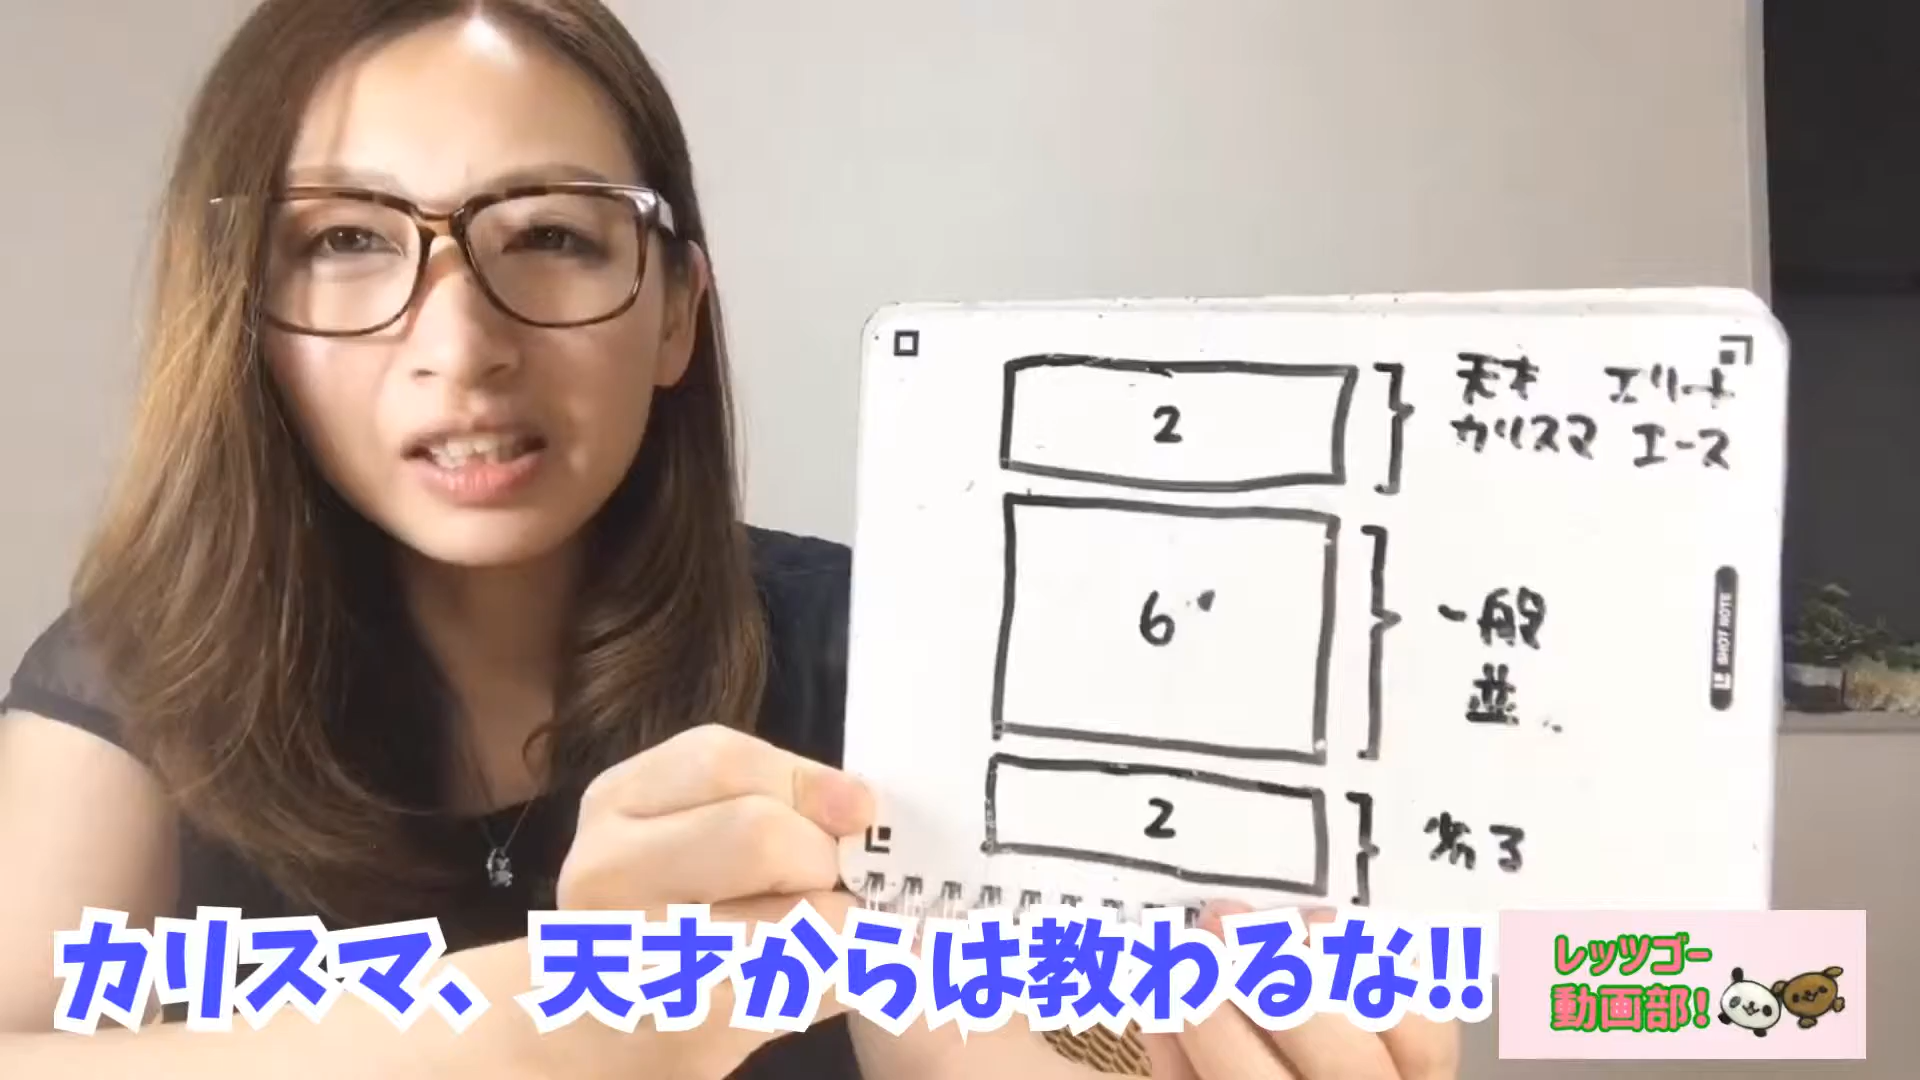 2
天才 エリート
カリスマ エース
6
一般
並
2
劣る
SHOT NOTE
カリスマ、天才からは教わるな!!
レッツゴー
動画部!